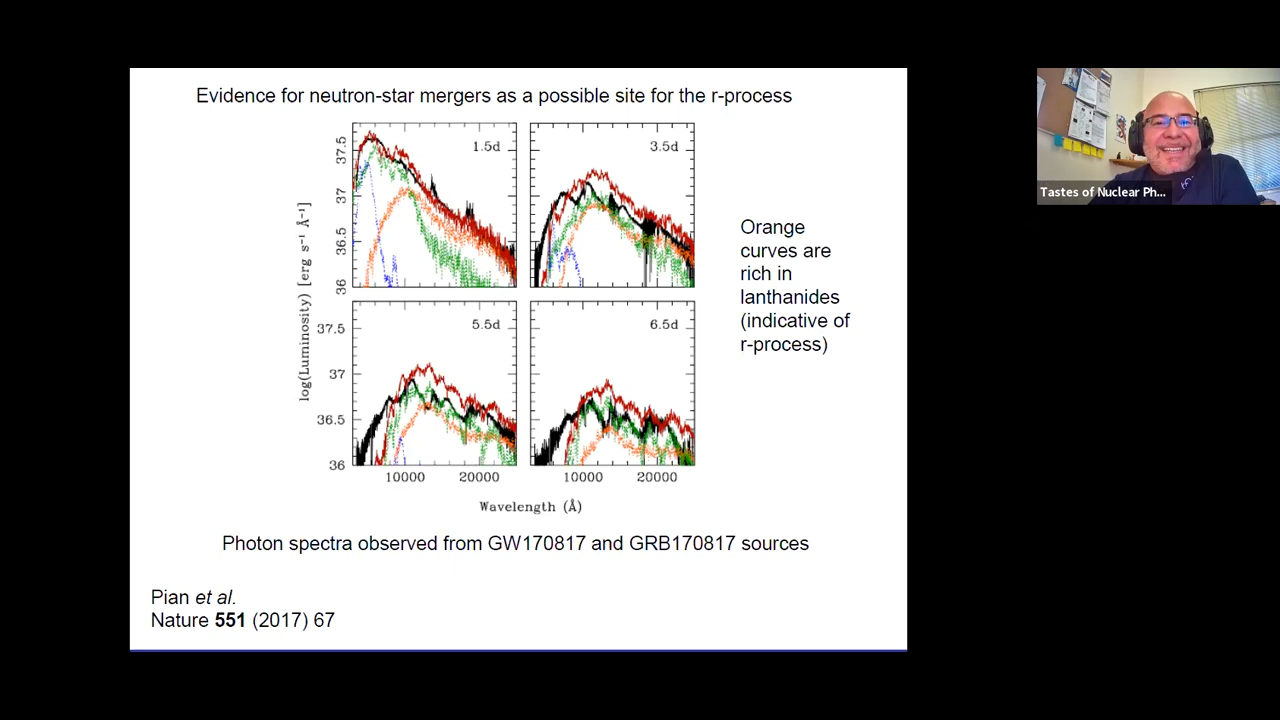 Evidence for neutron-star mergers as a possible site for the r-process
1.5d
3.5d
37.5
37
36.5
36
5.5d
6.5d
37.5
37
36.5
36
10000
20000
10000
20000
log(Luminosity) [erg s⁻¹ Å⁻¹]
Wavelength (Å)
Orange
curves are
rich in
lanthanides
(indicative of
r-process)
Photon spectra observed from GW170817 and GRB170817 sources
Pian et al.
Nature 551 (2017) 67
Tastes of Nuclear Ph...